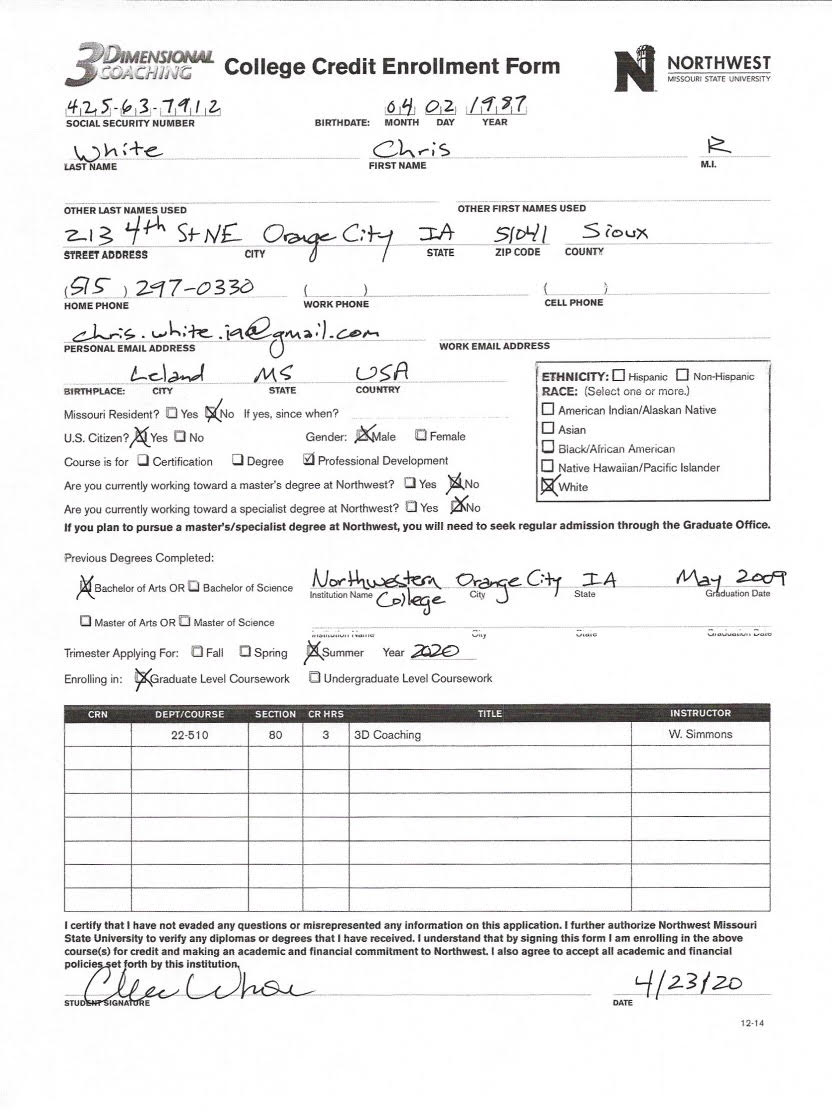 3 DIMENSIONAL COACHING College Credit Enrollment Form N NORTHWEST
MISSOURI STATE UNIVERSITY
425-63-7912 04 02 1987
SOCIAL SECURITY NUMBER BIRTHDATE: MONTH DAY YEAR
White Chris R
LAST NAME FIRST NAME M.I.
OTHER LAST NAMES USED OTHER FIRST NAMES USED
213 4th St NE Orange City IA 51041 Sioux
STREET ADDRESS CITY STATE ZIP CODE COUNTY
(515) 297-0330 ( ) ( )
HOME PHONE WORK PHONE CELL PHONE
chris.white.ia@gmail.com
PERSONAL EMAIL ADDRESS WORK EMAIL ADDRESS
Leland MS USA
BIRTHPLACE: CITY STATE COUNTRY
ETHNICITY: Hispanic Non-Hispanic
RACE: (Select one or more.)
American Indian/Alaskan Native
Asian
Black/African American
Native Hawaiian/Pacific Islander
White
Missouri Resident? Yes No If yes, since when?
U.S. Citizen? Yes No Gender: Male Female
Course is for Certification Degree Professional Development
Are you currently working toward a master's degree at Northwest? Yes No
Are you currently working toward a specialist degree at Northwest? Yes No
If you plan to pursue a master's/specialist degree at Northwest, you will need to seek regular admission through the Graduate Office.
Previous Degrees Completed:
Bachelor of Arts OR Bachelor of Science Northwestern College Orange City IA May 2009
Institution Name City State Graduation Date
Master of Arts OR Master of Science
Institution Name City State Graduation Date
Trimester Applying For: Fall Spring Summer Year 2020
Enrolling in: Graduate Level Coursework Undergraduate Level Coursework
CRN DEPT/COURSE SECTION CR HRS TITLE INSTRUCTOR
22-510 80 3 3D Coaching W. Simmons
I certify that I have not evaded any questions or misrepresented any information on this application. I further authorize Northwest Missouri
State University to verify any diplomas or degrees that I have received. I understand that by signing this form I am enrolling in the above
course(s) for credit and making an academic and financial commitment to Northwest. I also agree to accept all academic and financial
policies set forth by this institution.
4/23/20
STUDENT SIGNATURE DATE
12-14